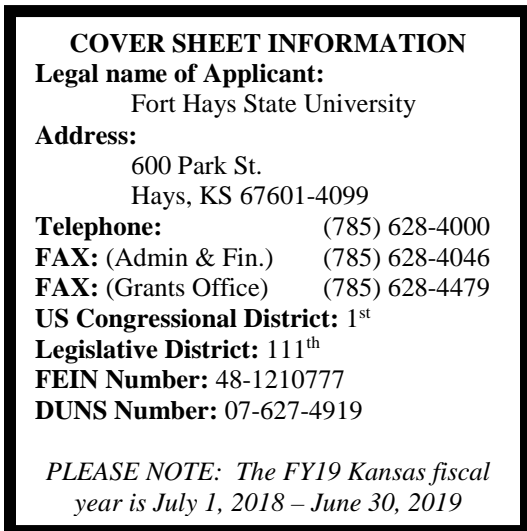 COVER SHEET INFORMATION
Legal name of Applicant:
Fort Hays State University
Address:
600 Park St.
Hays, KS 67601-4099
Telephone: (785) 628-4000
FAX: (Admin & Fin.) (785) 628-4046
FAX: (Grants Office) (785) 628-4479
US Congressional District: 1st
Legislative District: 111th
FEIN Number: 48-1210777
DUNS Number: 07-627-4919
PLEASE NOTE: The FY19 Kansas fiscal
year is July 1, 2018 – June 30, 2019